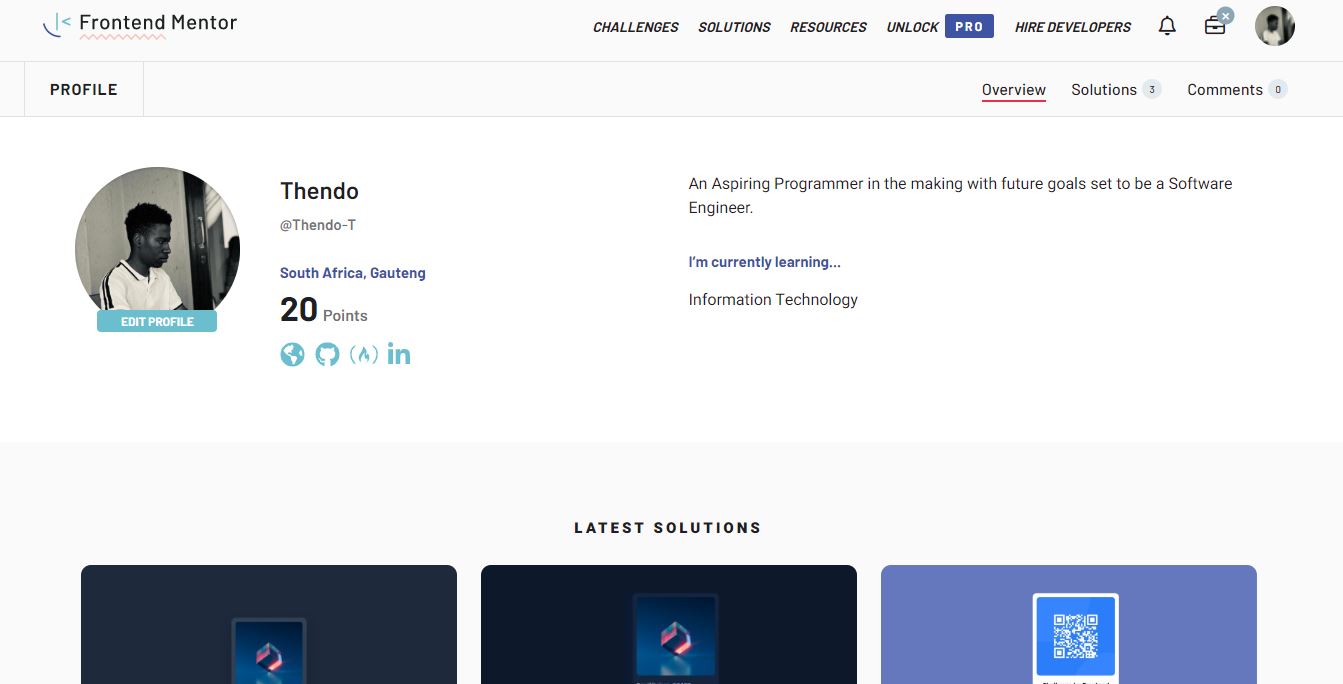 Frontend Mentor
CHALLENGES SOLUTIONS RESOURCES UNLOCK PRO HIRE DEVELOPERS
PROFILE
Overview Solutions 3 Comments 0
Thendo
@Thendo-T
South Africa, Gauteng
20 Points
EDIT PROFILE
An Aspiring Programmer in the making with future goals set to be a Software
Engineer.
I'm currently learning...
Information Technology
LATEST SOLUTIONS